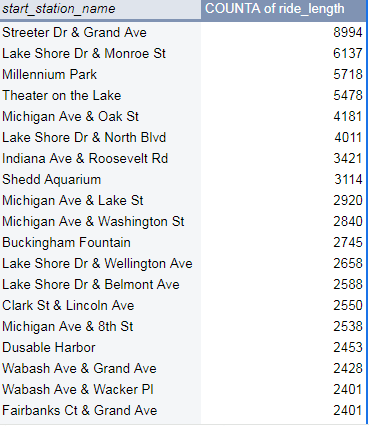 start_station_name COUNTA of ride_length
Streeter Dr & Grand Ave 8994
Lake Shore Dr & Monroe St 6137
Millennium Park 5718
Theater on the Lake 5478
Michigan Ave & Oak St 4181
Lake Shore Dr & North Blvd 4011
Indiana Ave & Roosevelt Rd 3421
Shedd Aquarium 3114
Michigan Ave & Lake St 2920
Michigan Ave & Washington St 2840
Buckingham Fountain 2745
Lake Shore Dr & Wellington Ave 2658
Lake Shore Dr & Belmont Ave 2588
Clark St & Lincoln Ave 2550
Michigan Ave & 8th St 2538
Dusable Harbor 2453
Wabash Ave & Grand Ave 2428
Wabash Ave & Wacker Pl 2401
Fairbanks Ct & Grand Ave 2401